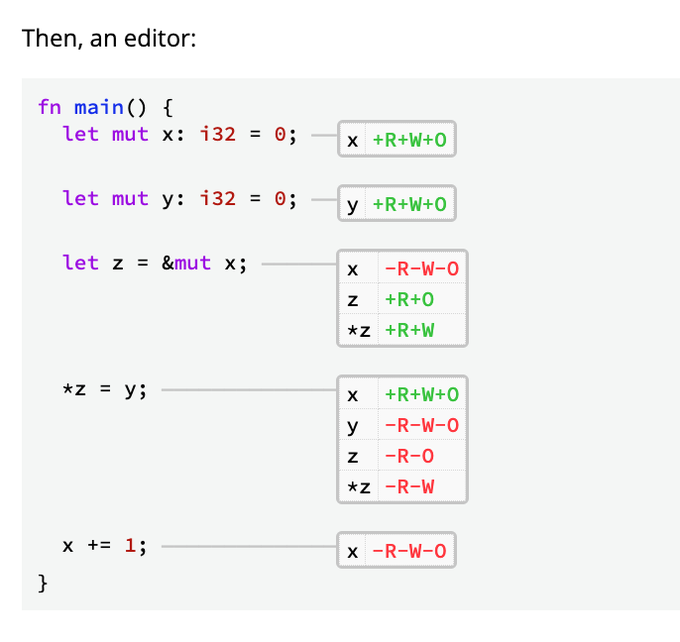 Then, an editor:
fn main() {
let mut x: i32 = 0; x +R+W+O
let mut y: i32 = 0; y +R+W+O
let z = &mut x; x -R-W-O
z +R+O
*z +R+W
*z = y; x +R+W+O
y -R-W-O
z -R-O
*z -R-W
x += 1; x -R-W-O
}